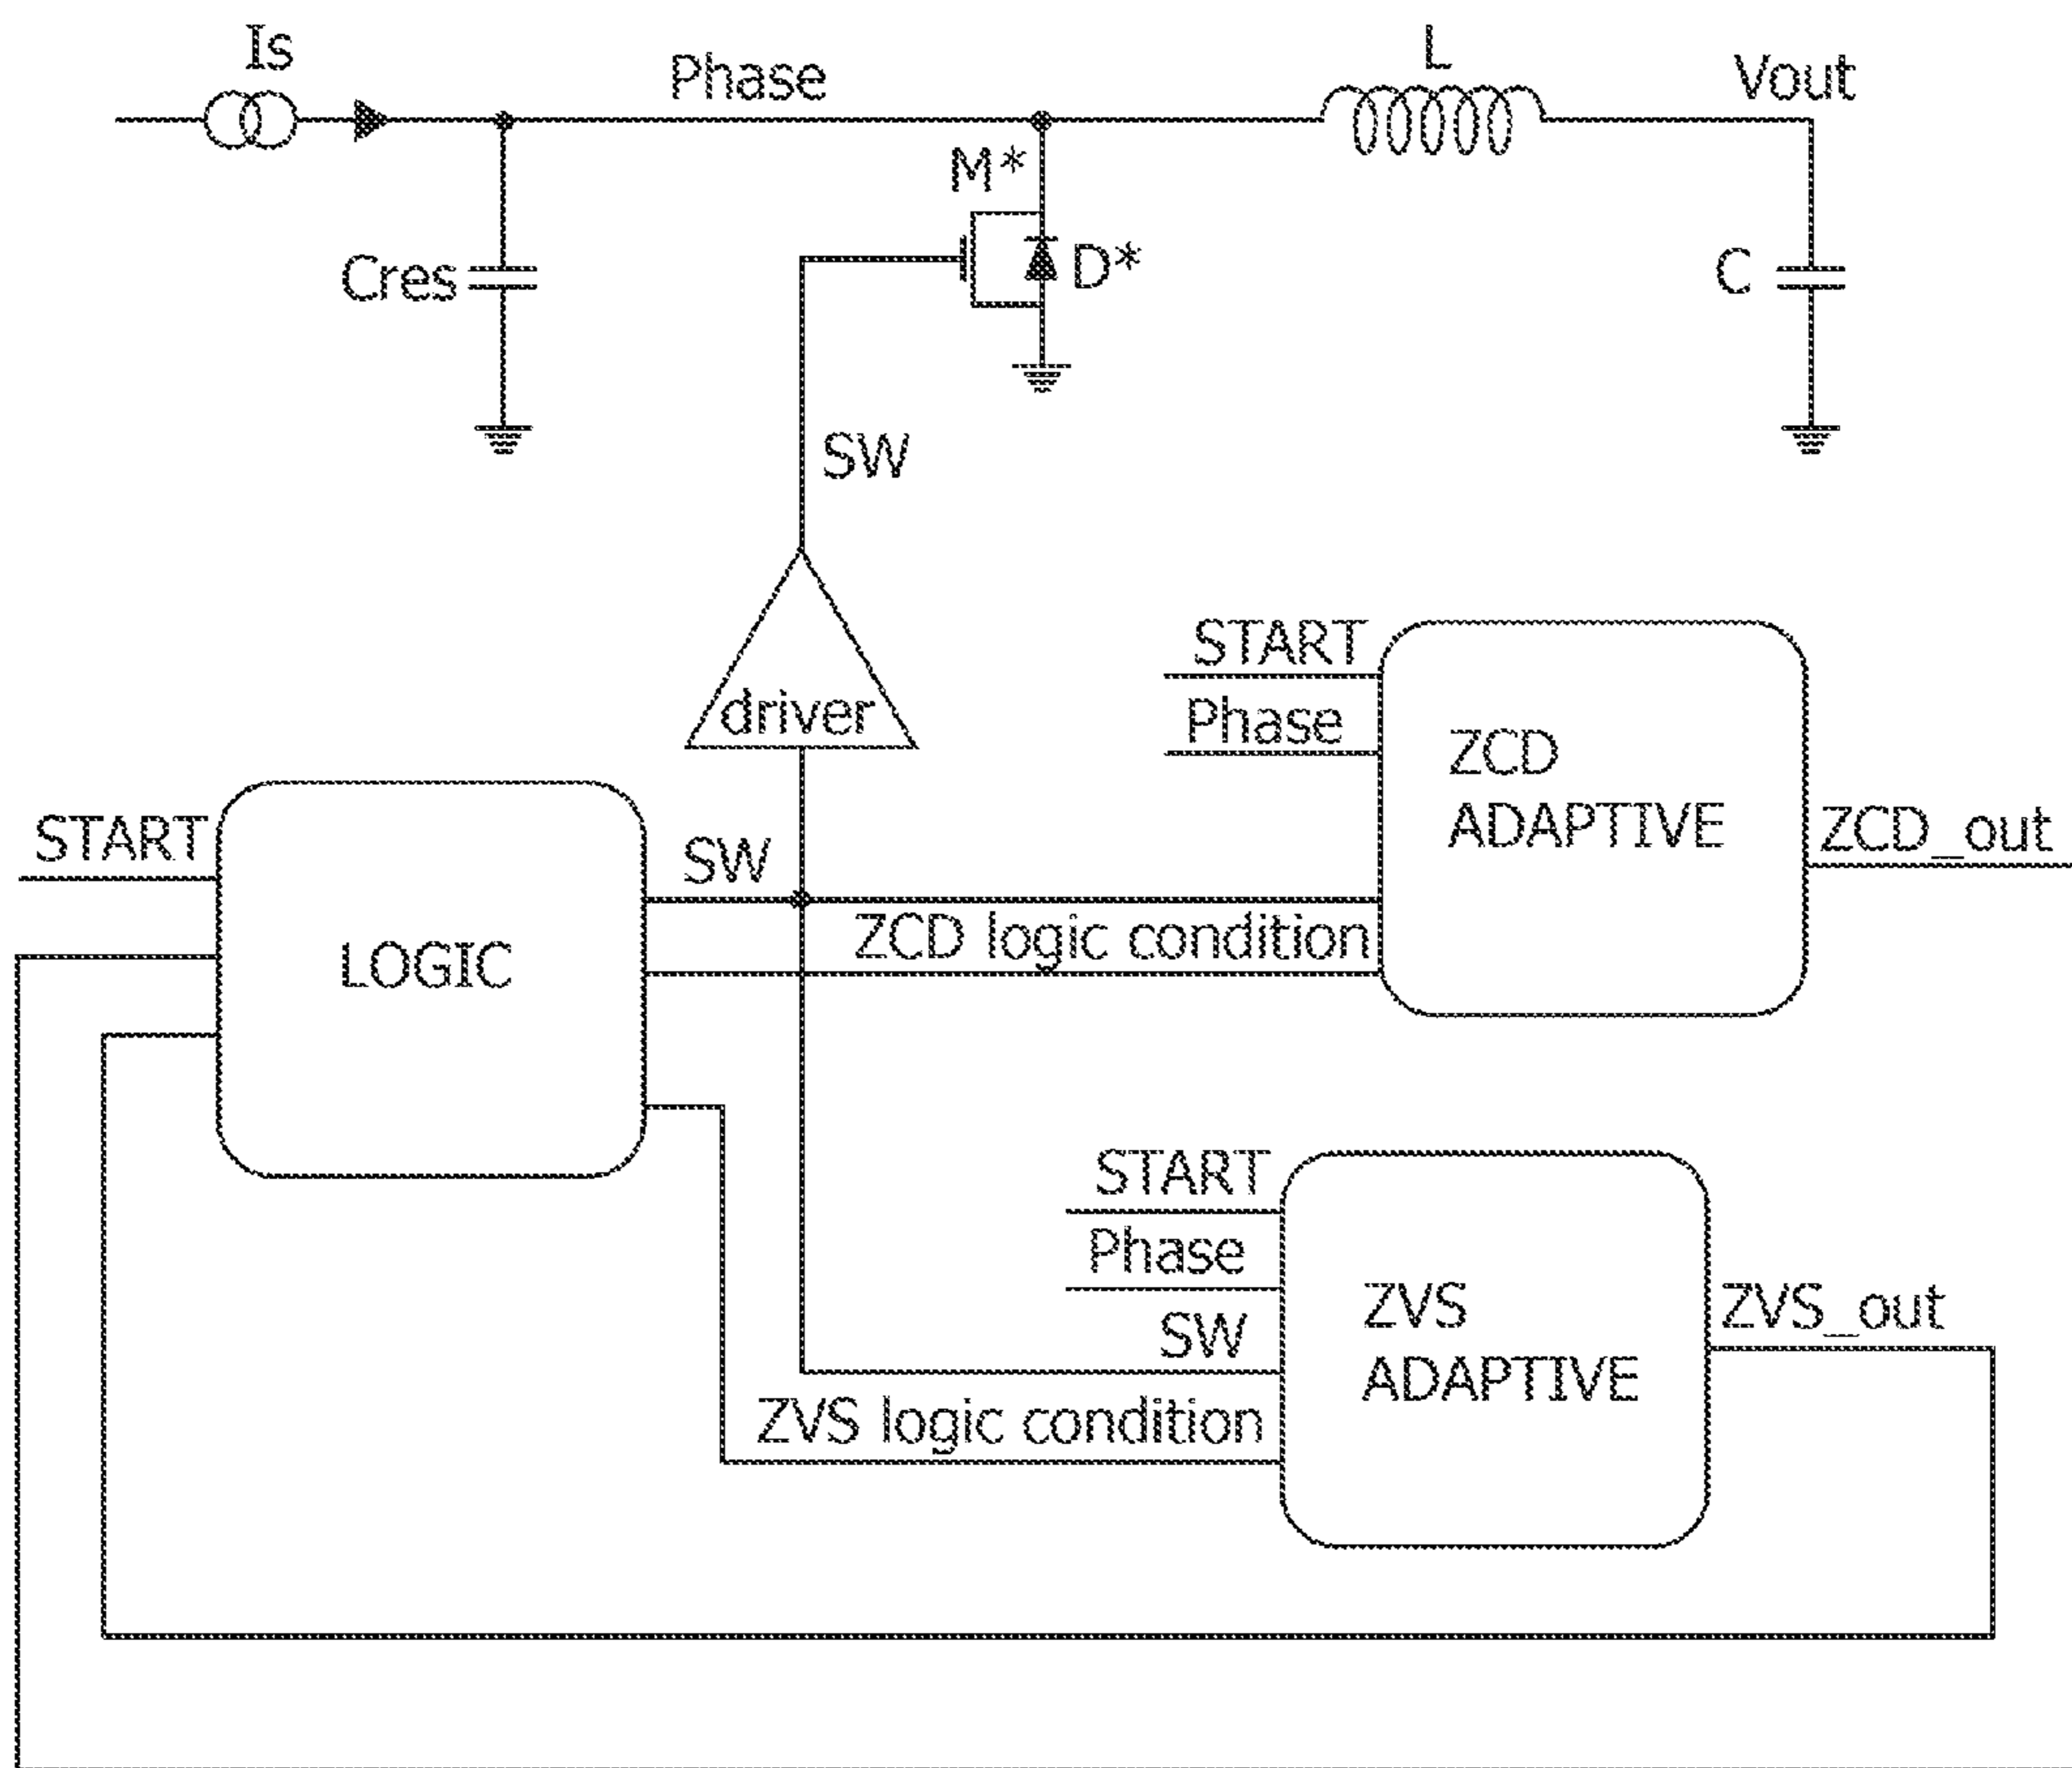 Is
Phase
L
Vout
M*
Cres
D*
C
SW
driver
START
Phase
ZCD
ADAPTIVE
ZCD_out
START
SW
LOGIC
ZCD logic condition
START
Phase
SW
ZVS
ADAPTIVE
ZVS_out
ZVS logic condition